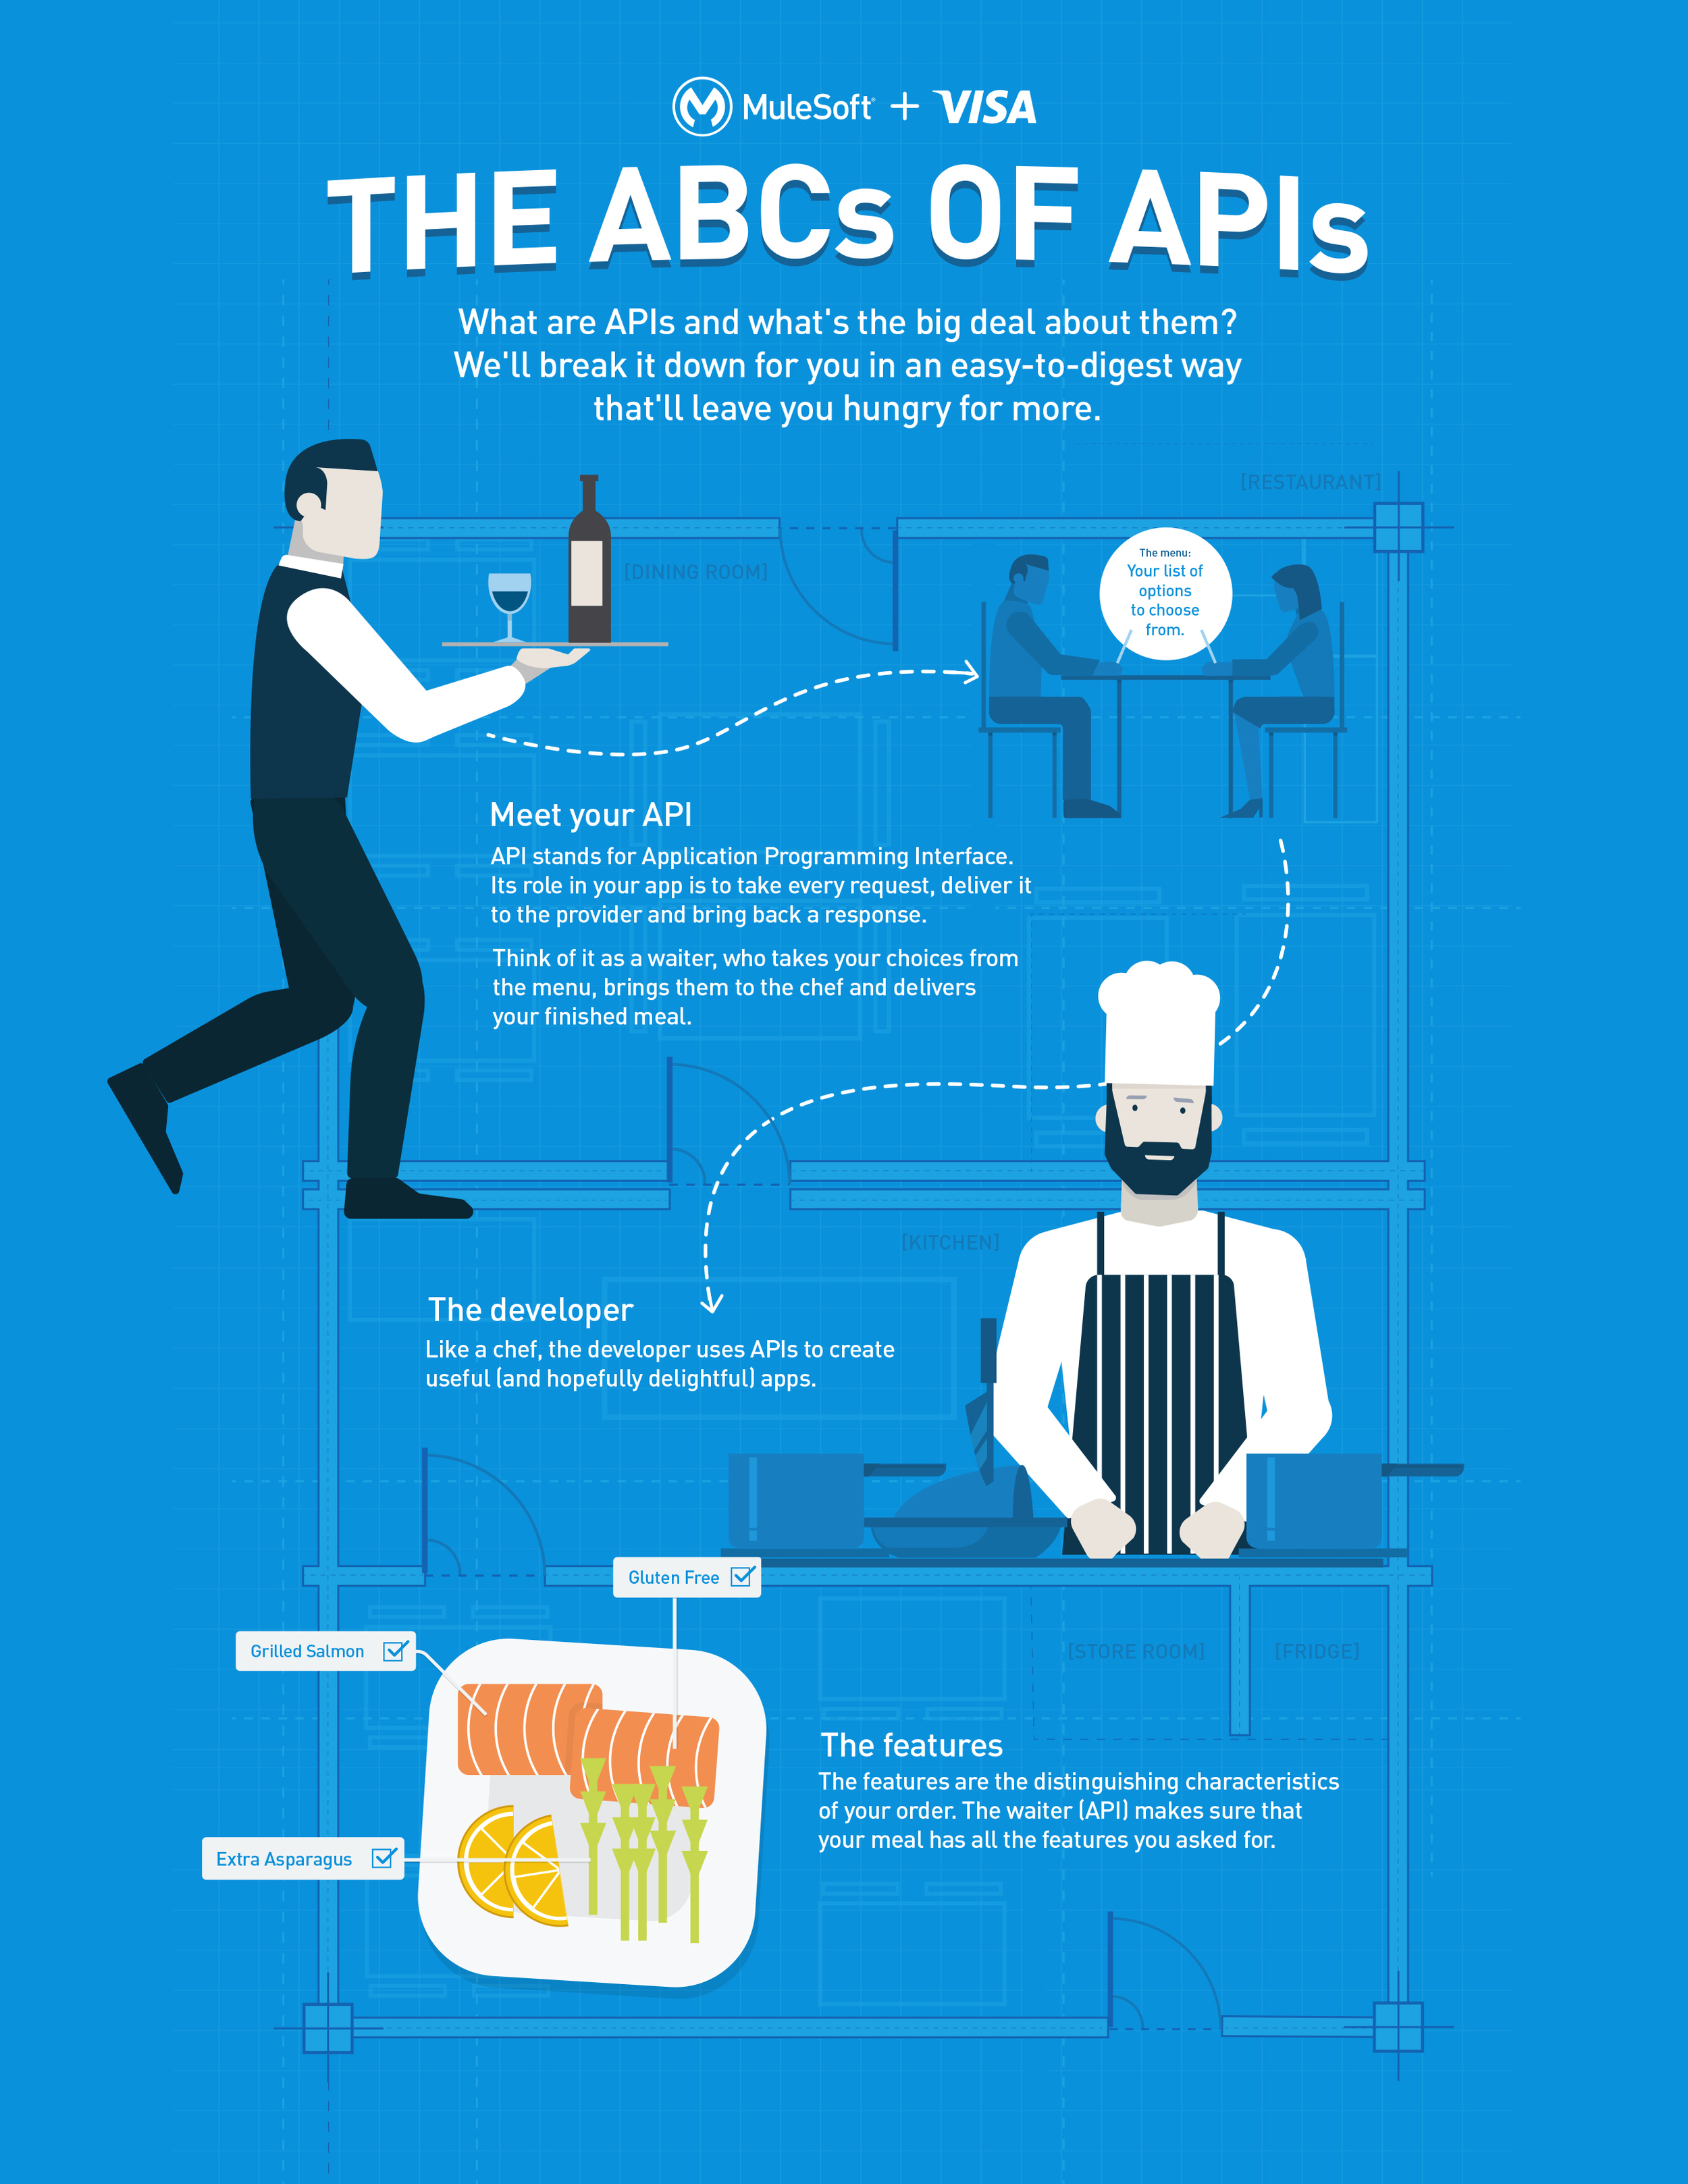 MuleSoft + VISA
THE ABCs OF APIs
What are APIs and what's the big deal about them?
We'll break it down for you in an easy-to-digest way
that'll leave you hungry for more.
[RESTAURANT]
[DINING ROOM]
The menu:
Your list of
options
to choose
from.
Meet your API
API stands for Application Programming Interface.
Its role in your app is to take every request, deliver it
to the provider and bring back a response.
Think of it as a waiter, who takes your choices from
the menu, brings them to the chef and delivers
your finished meal.
[KITCHEN]
The developer
Like a chef, the developer uses APIs to create
useful (and hopefully delightful) apps.
Gluten Free
Grilled Salmon
Extra Asparagus
[STORE ROOM]
[FRIDGE]
The features
The features are the distinguishing characteristics
of your order. The waiter (API) makes sure that
your meal has all the features you asked for.